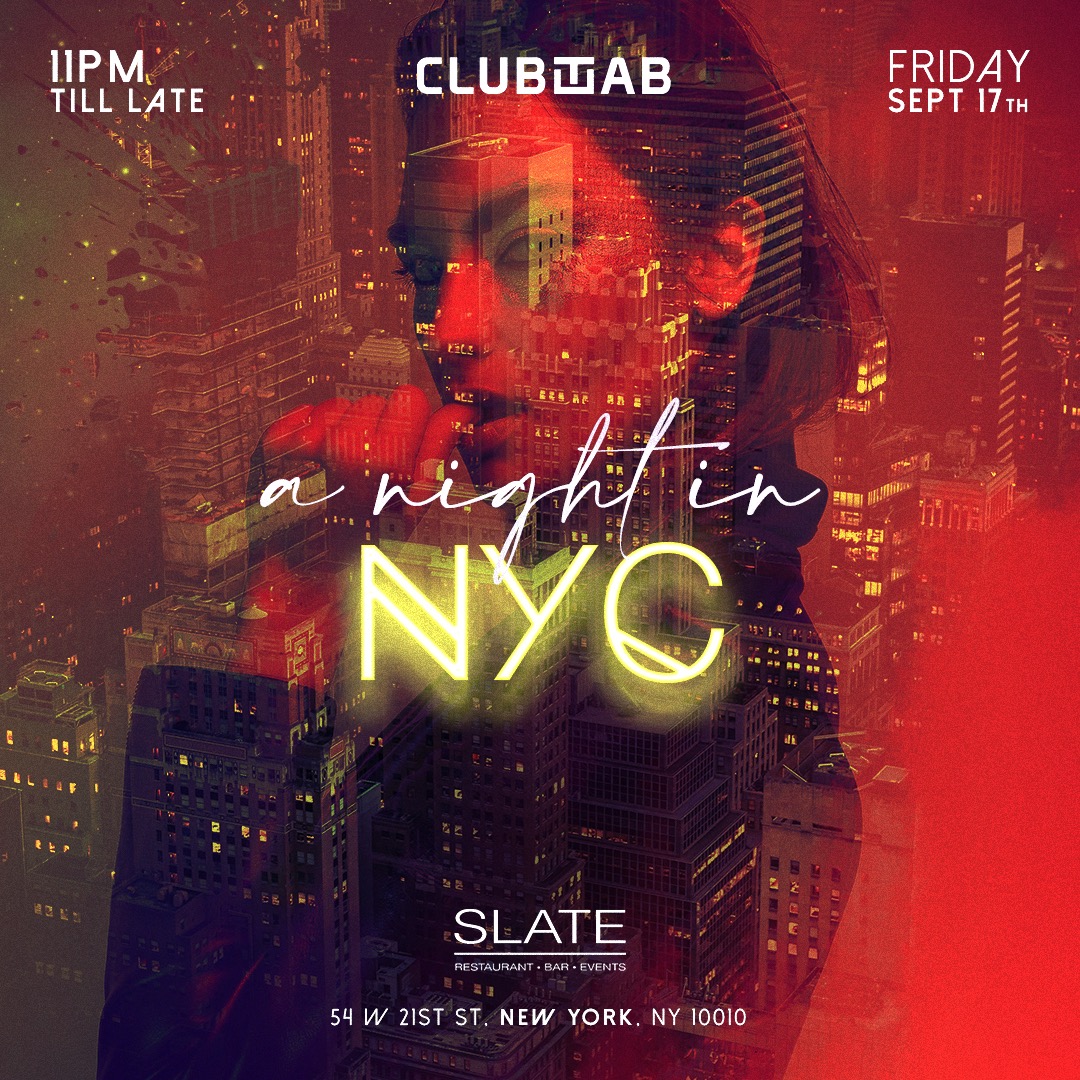 11PM
TILL LATE
CLUBTAB
FRIDAY
SEPT 17TH
a night in
NYC
SLATE
RESTAURANT • BAR • EVENTS
54 W 21ST ST, NEW YORK, NY 10010